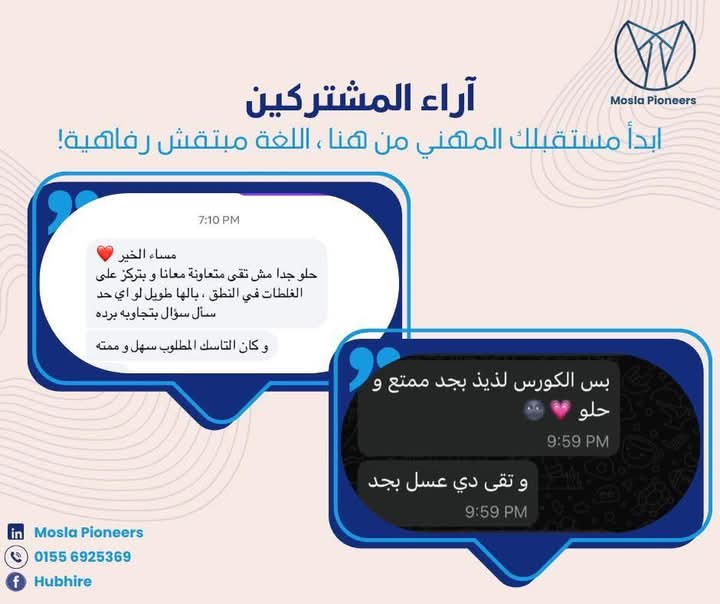 Mosla Pioneers
آراء المشتركين
ابدأ مستقبلك المهني من هنا ، اللغة مبتقش رفاهية!
7:10 PM
مساء الخير ❤️
حلو جدا مش تقى متعاونة معانا و بتركز على
الغلطات في النطق ، بالها طويل لو اي حد
سأل سؤال بتجاوبه برده
و كان التاسك المطلوب سهل و ممته
بس الكورس لذيذ بجد ممتع و
حلو 💗🌚
9:59 PM
و تقى دي عسل بجد
9:59 PM
in Mosla Pioneers
0155 6925369
f Hubhire